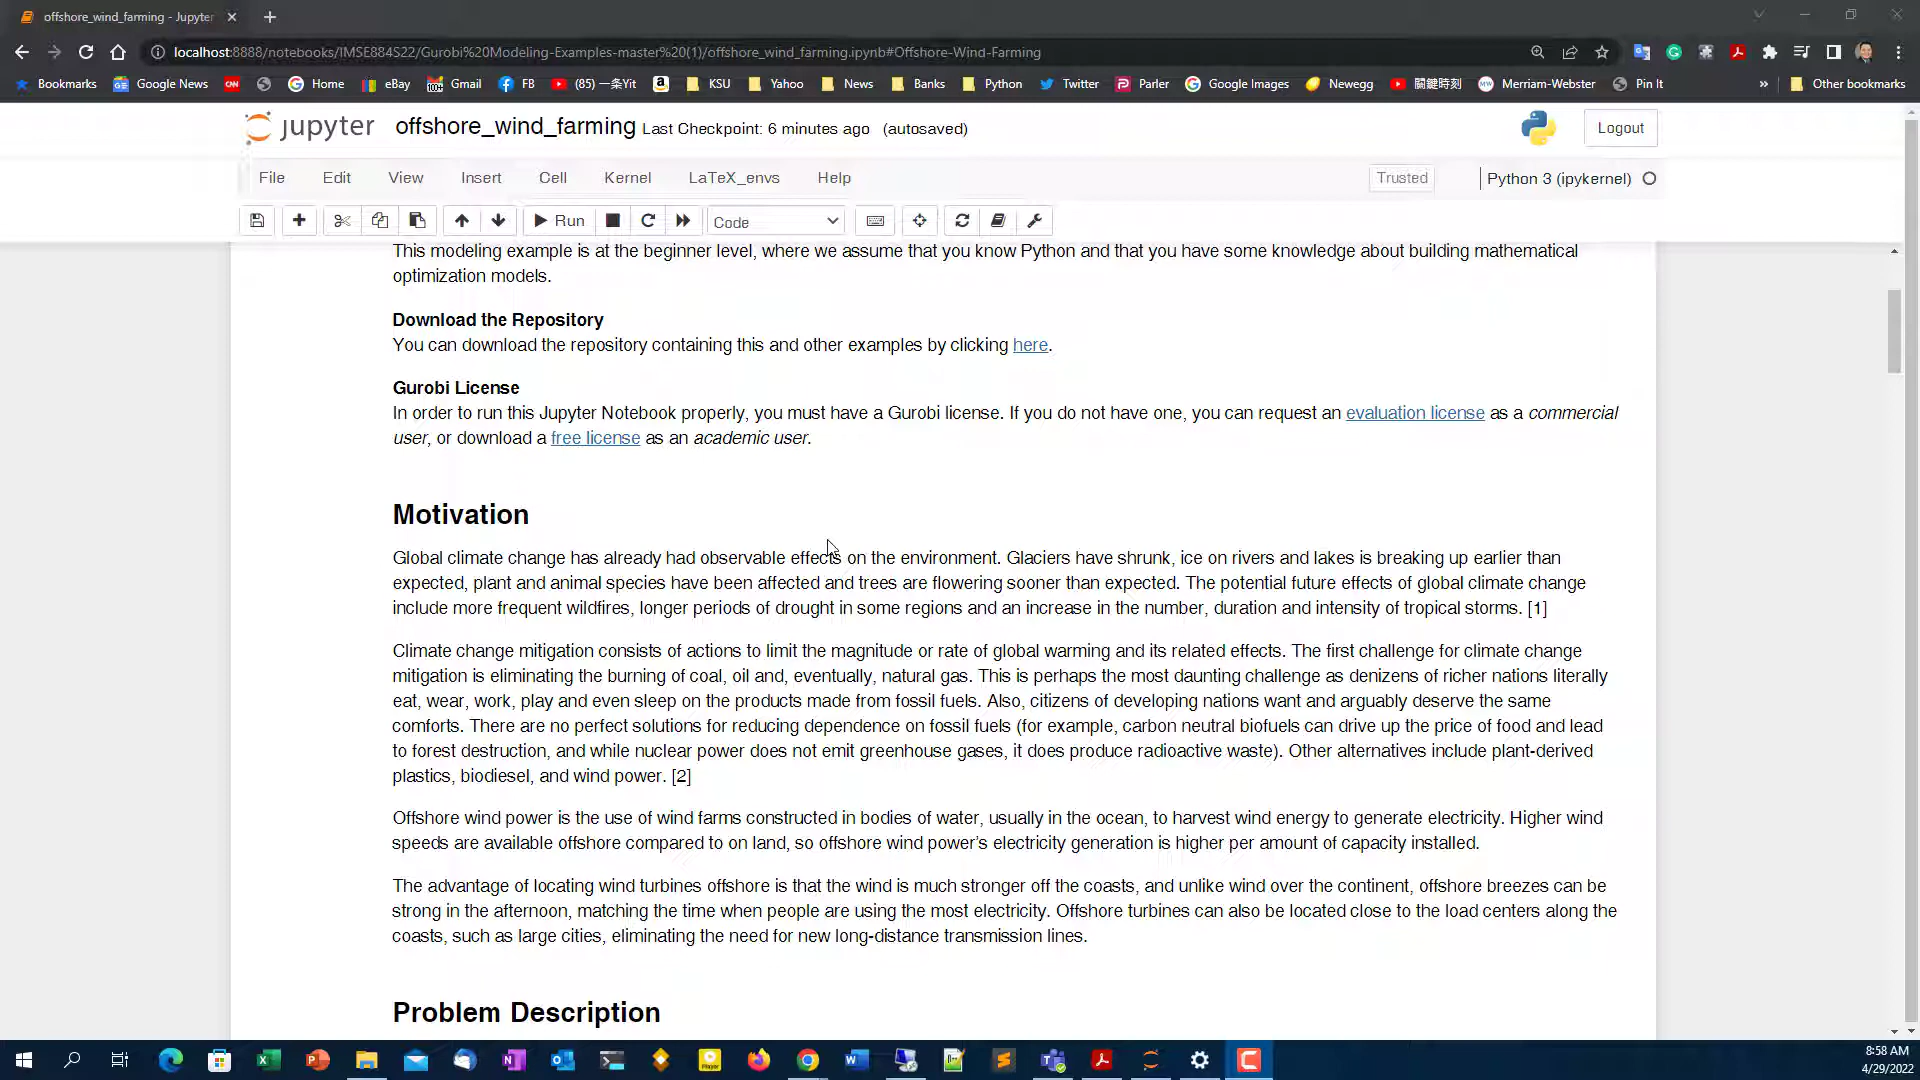 offshore_wind_farming - Jupyter
localhost:8888/notebooks/IMSE884S22/Gurobi%20Modeling-Examples-master%20(1)/offshore_wind_farming.ipynb#Offshore-Wind-Farming
Bookmarks Google News Home eBay Gmail FB (85) 一条Yit KSU Yahoo News Banks Python Twitter Parler Google Images Newegg 關鍵時刻 Merriam-Webster Pin It » Other bookmarks
jupyter offshore_wind_farming Last Checkpoint: 6 minutes ago (autosaved) Logout
File Edit View Insert Cell Kernel LaTeX_envs Help Trusted Python 3 (ipykernel)
Run Code
This modeling example is at the beginner level, where we assume that you know Python and that you have some knowledge about building mathematical
optimization models.
Download the Repository
You can download the repository containing this and other examples by clicking here.
Gurobi License
In order to run this Jupyter Notebook properly, you must have a Gurobi license. If you do not have one, you can request an evaluation license as a commercial
user, or download a free license as an academic user.
Motivation
Global climate change has already had observable effects on the environment. Glaciers have shrunk, ice on rivers and lakes is breaking up earlier than
expected, plant and animal species have been affected and trees are flowering sooner than expected. The potential future effects of global climate change
include more frequent wildfires, longer periods of drought in some regions and an increase in the number, duration and intensity of tropical storms. [1]
Climate change mitigation consists of actions to limit the magnitude or rate of global warming and its related effects. The first challenge for climate change
mitigation is eliminating the burning of coal, oil and, eventually, natural gas. This is perhaps the most daunting challenge as denizens of richer nations literally
eat, wear, work, play and even sleep on the products made from fossil fuels. Also, citizens of developing nations want and arguably deserve the same
comforts. There are no perfect solutions for reducing dependence on fossil fuels (for example, carbon neutral biofuels can drive up the price of food and lead
to forest destruction, and while nuclear power does not emit greenhouse gases, it does produce radioactive waste). Other alternatives include plant-derived
plastics, biodiesel, and wind power. [2]
Offshore wind power is the use of wind farms constructed in bodies of water, usually in the ocean, to harvest wind energy to generate electricity. Higher wind
speeds are available offshore compared to on land, so offshore wind power's electricity generation is higher per amount of capacity installed.
The advantage of locating wind turbines offshore is that the wind is much stronger off the coasts, and unlike wind over the continent, offshore breezes can be
strong in the afternoon, matching the time when people are using the most electricity. Offshore turbines can also be located close to the load centers along the
coasts, such as large cities, eliminating the need for new long-distance transmission lines.
Problem Description
8:58 AM
4/29/2022